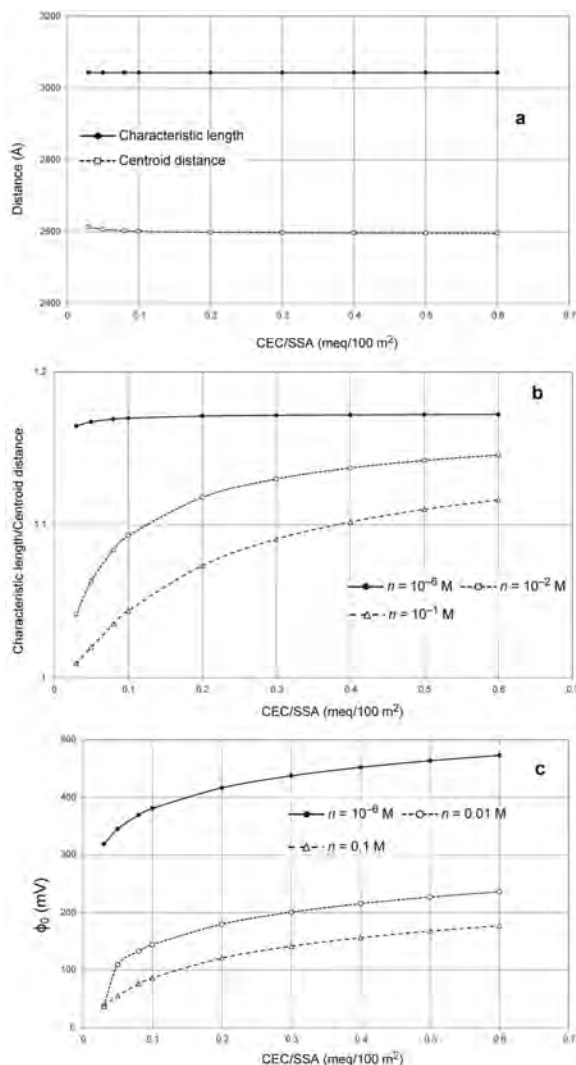 3200
3000
2800
2600
2400
Distance (Å)
Characteristic length
Centroid distance
a
0 0.1 0.2 0.3 0.4 0.5 0.6 0.7
CEC/SSA (meq/100 m²)
1.2
1.1
1
Characteristic length/Centroid distance
b
n = 10⁻⁶ M n = 10⁻² M
n = 10⁻¹ M
0 0.1 0.2 0.3 0.4 0.5 0.6
CEC/SSA (meq/100 m²)
500
400
300
200
100
0
ϕ₀ (mV)
c
n = 10⁻⁶ M n = 0.01 M
n = 0.1 M
0 0.1 0.2 0.3 0.4 0.5 0.6 0.7
CEC/SSA (meq/100 m²)